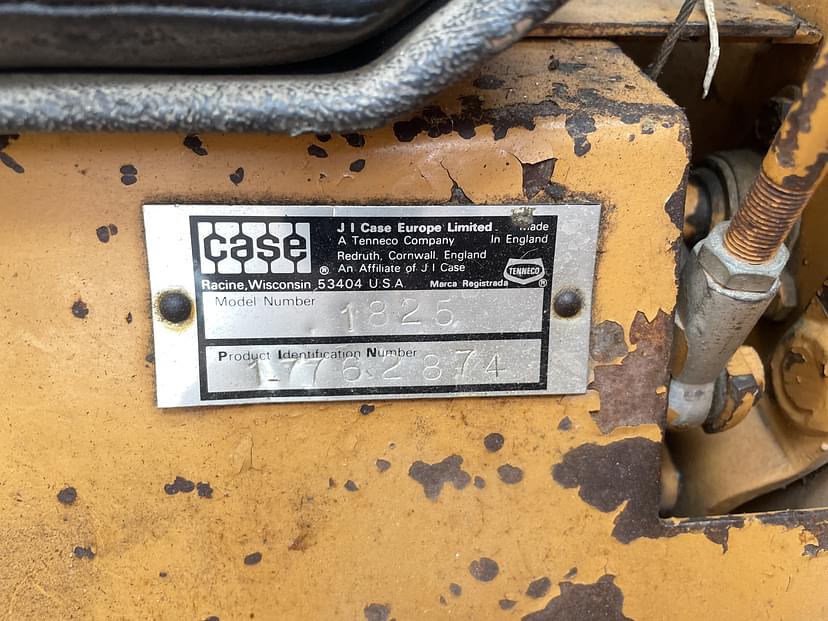 case
®
J I Case Europe Limited Made
A Tenneco Company In England
Redruth, Cornwall, England
An Affiliate of J I Case
TENNECO
®
Racine, Wisconsin 53404 U.S.A. Marca Registrada
Model Number
1825
Product Identification Number
17762874